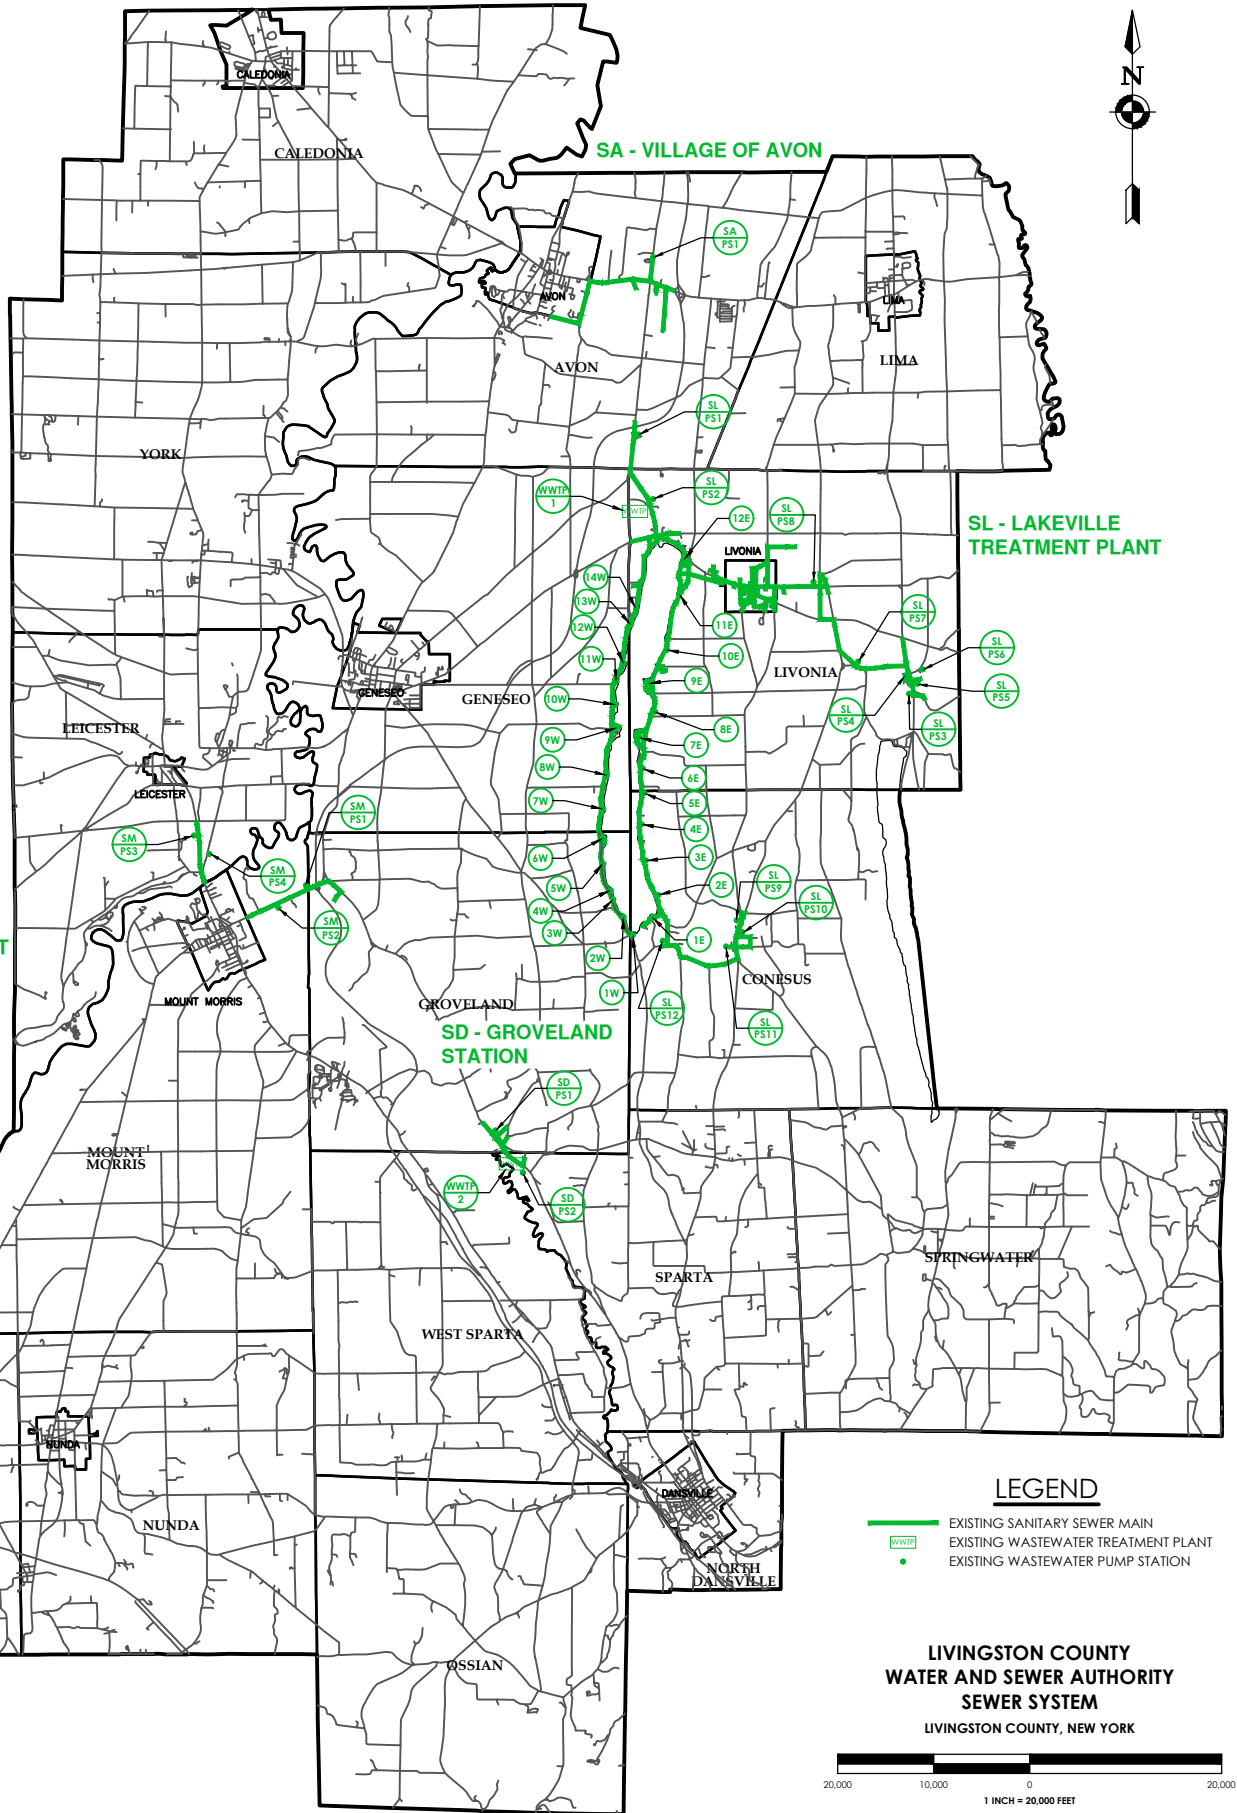 CALEDONIA
N
CALEDONIA
SA - VILLAGE OF AVON
SA
PS1
AVON
LIMA
AVON
LIMA
SL
PS1
YORK
SL
PS2
WWTP
1
WWTP
12E
SL
PS8
SL - LAKEVILLE
TREATMENT PLANT
LIVONIA
14W
13W
12W
11E
SL
PS7
11W
10E
SL
PS6
LIVONIA
9E
GENESEO
GENESEO
10W
SL
PS5
SL
PS4
SL
PS3
LEICESTER
8E
9W
7E
8W
6E
LEICESTER
7W
5E
SM
PS1
4E
SM
PS3
6W
3E
SM
PS4
5W
2E
SL
PS9
SL
PS10
4W
SM
PS2
3W
1E
T
2W
CONESUS
1W
MOUNT MORRIS
GROVELAND
SL
PS12
SL
PS11
SD - GROVELAND
STATION
SD
PS1
MOUNT
MORRIS
WWTP
2
SD
PS2
SPRINGWATER
SPARTA
WEST SPARTA
NUNDA
DANSVILLE
LEGEND
NUNDA
EXISTING SANITARY SEWER MAIN
WWTP
EXISTING WASTEWATER TREATMENT PLANT
EXISTING WASTEWATER PUMP STATION
NORTH
DANSVILLE
OSSIAN
LIVINGSTON COUNTY
WATER AND SEWER AUTHORITY
SEWER SYSTEM
LIVINGSTON COUNTY, NEW YORK
20,000 10,000 0 20,000
1 INCH = 20,000 FEET